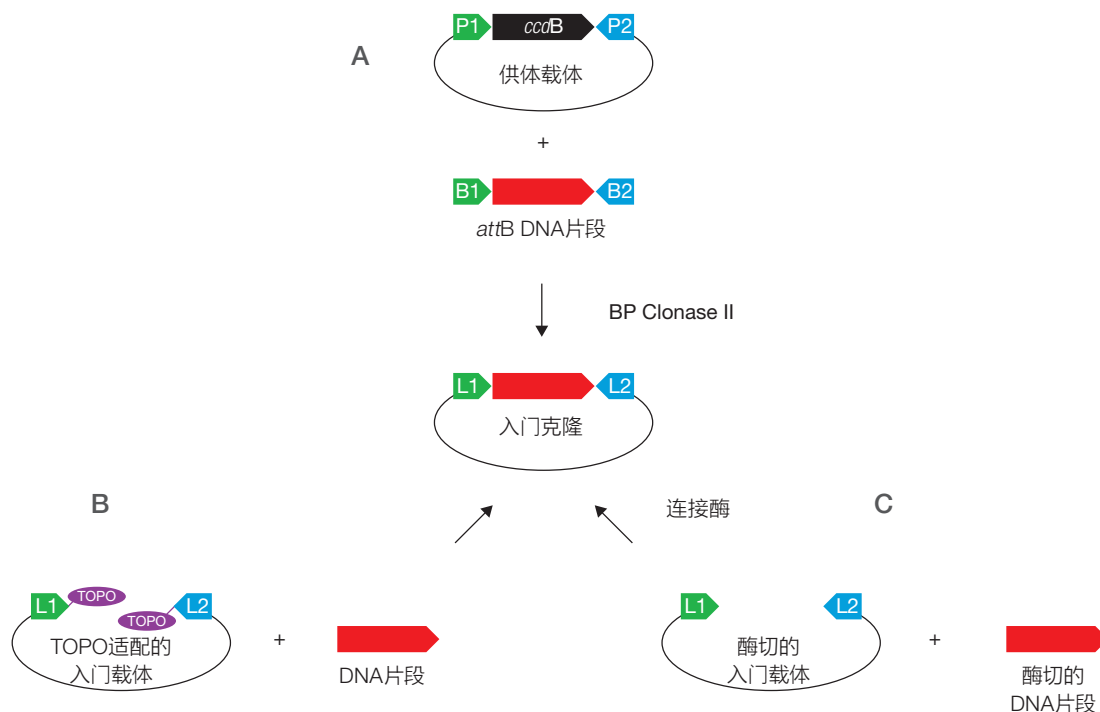 P1 ccdB P2
A
供体载体
+
B1 B2
attB DNA片段
BP Clonase II
L1 L2
入门克隆
B
连接酶
C
L1 TOPO TOPO L2
TOPO适配的
入门载体
+
DNA片段
L1 L2
酶切的
入门载体
+
酶切的
DNA片段